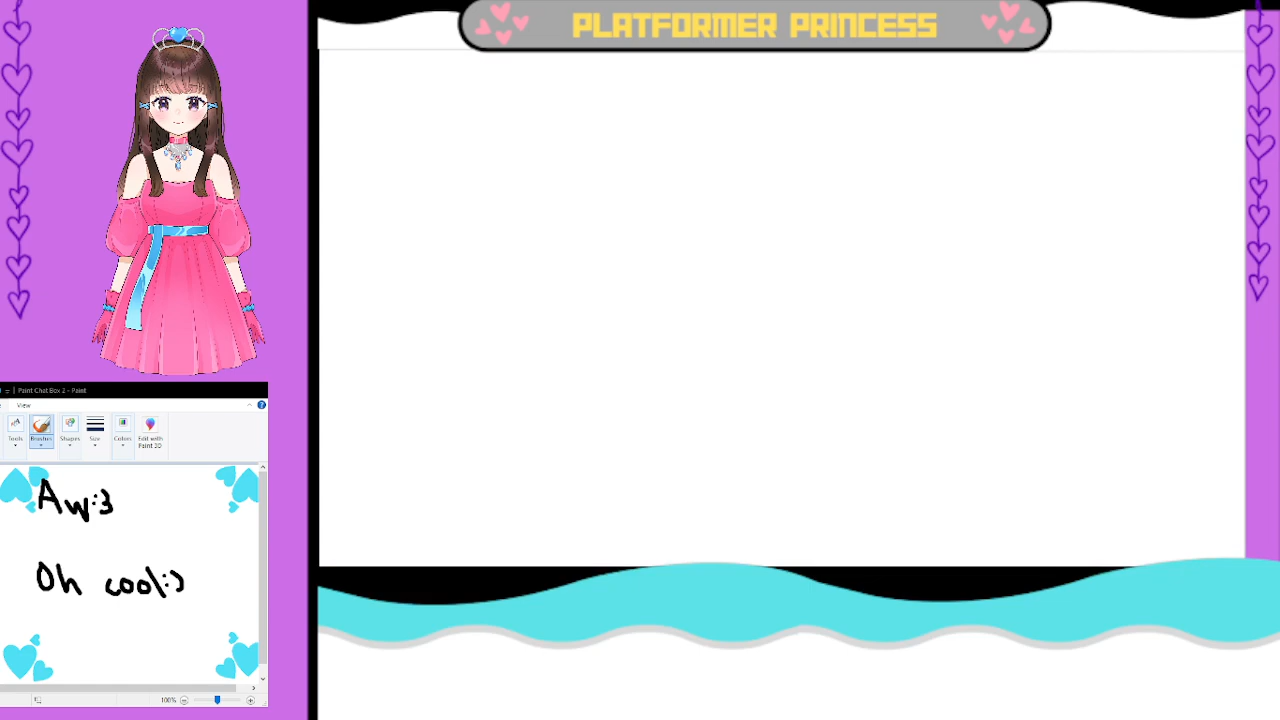 PLATFORMER PRINCESS
Paint Chat Box 2 - Paint
View
Tools
Brushes
Shapes
Size
Colors
Edit with
Paint 3D
Aw:3
Oh cool:)
100%